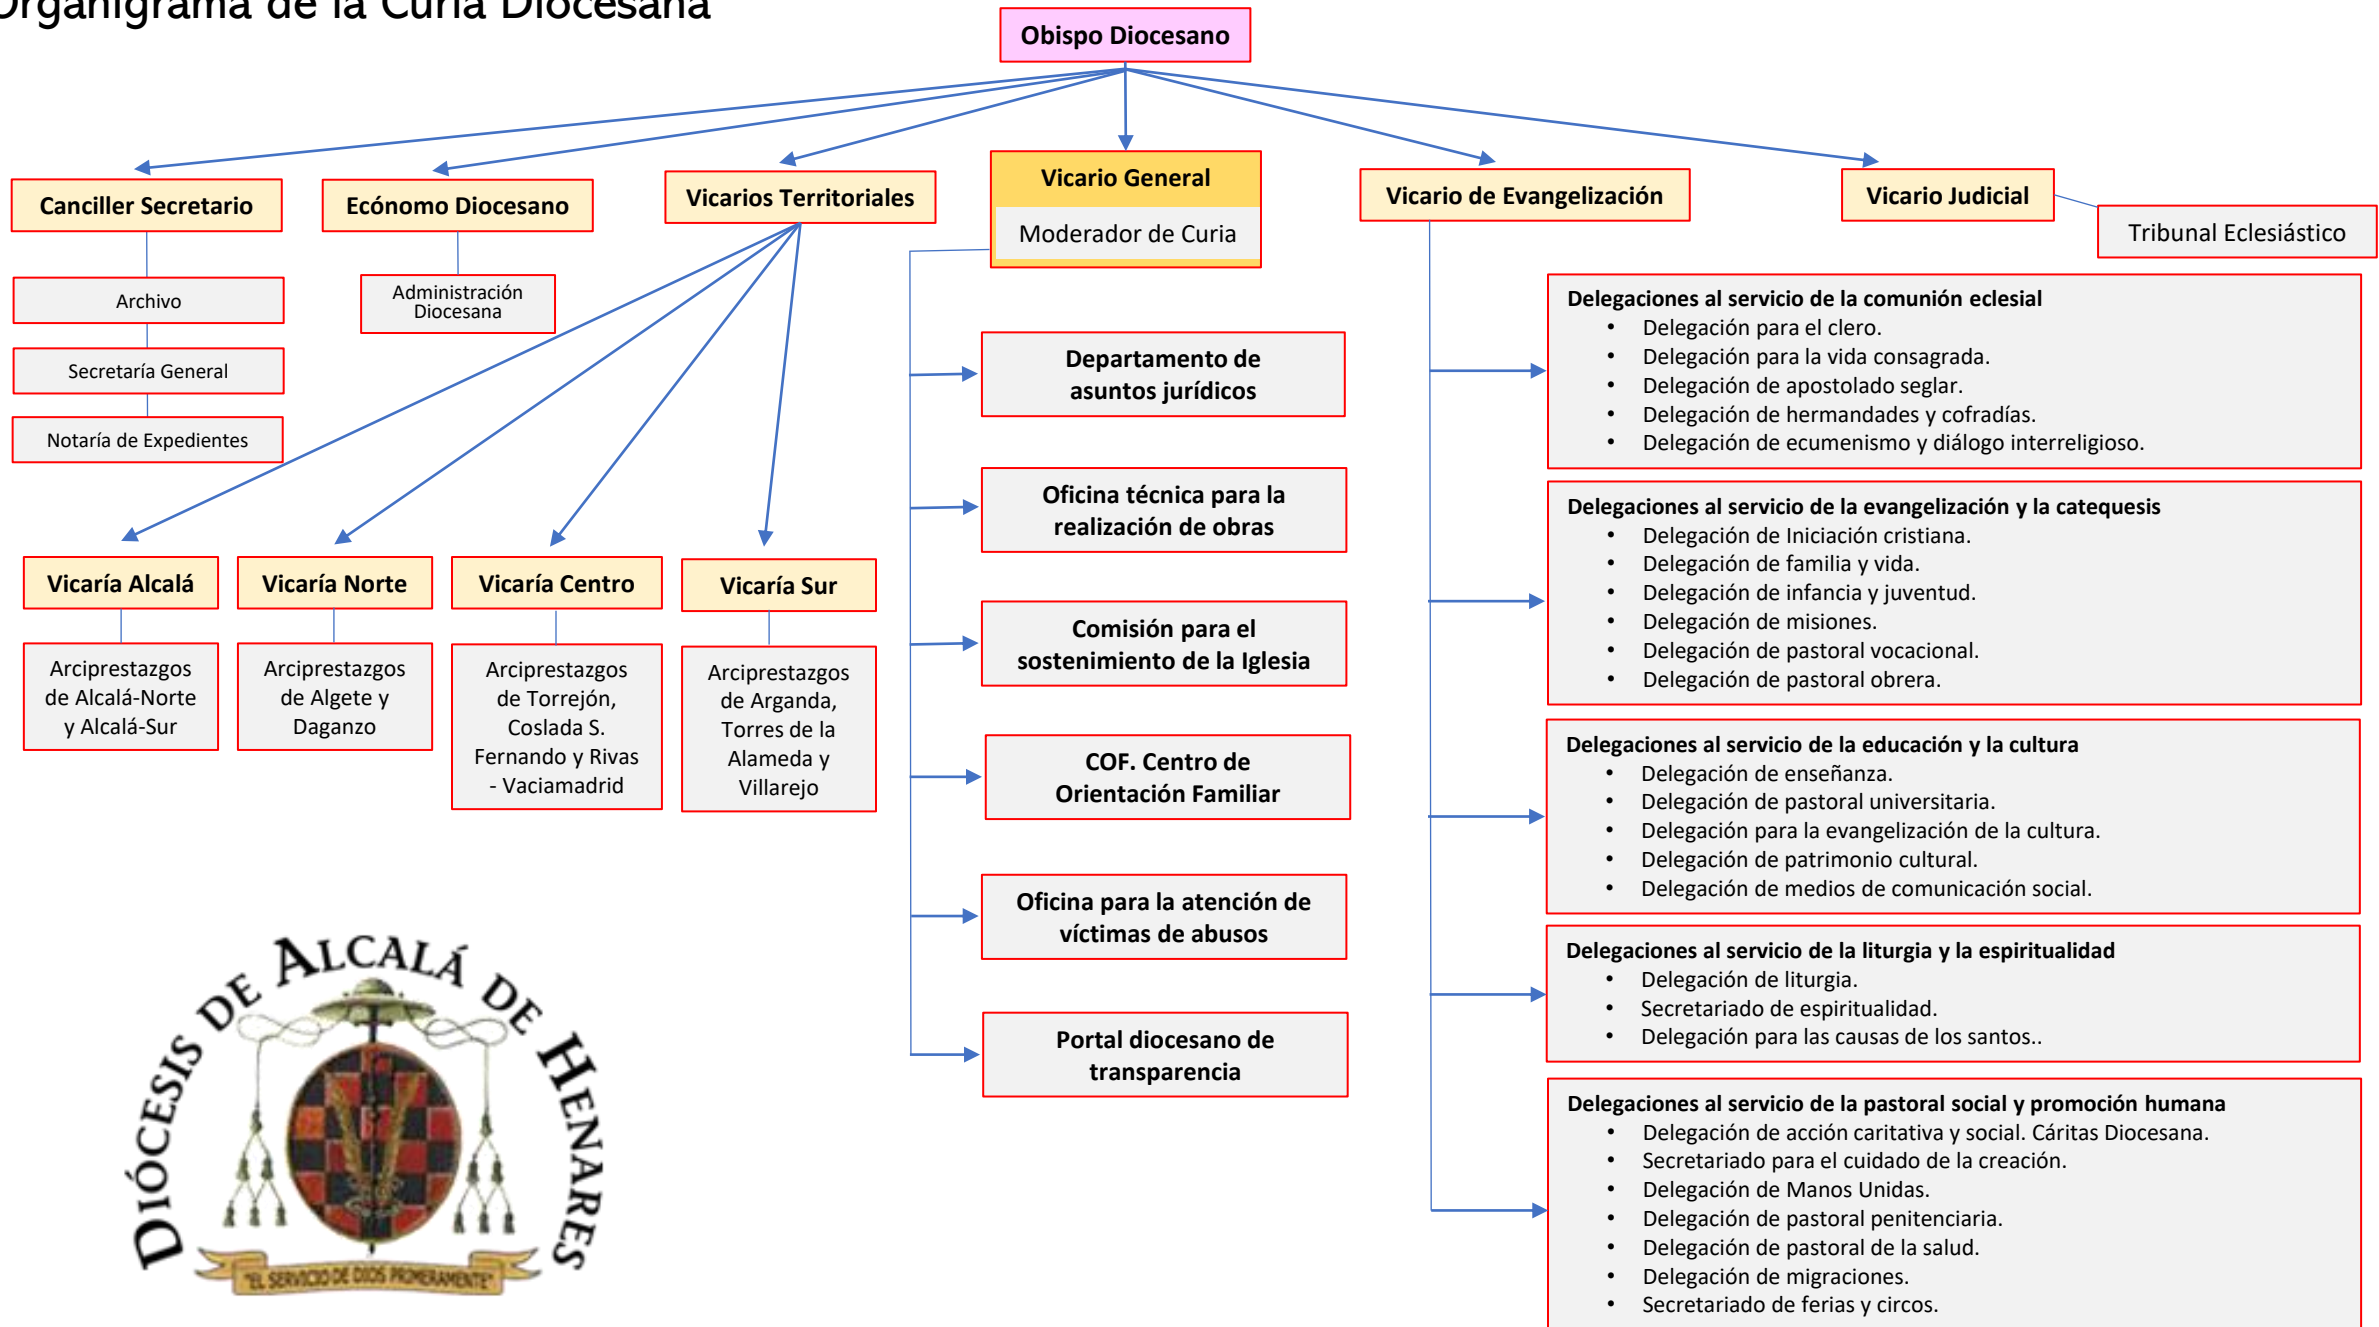 Organigrama de la Curia Diocesana
Obispo Diocesano
Canciller Secretario
Archivo
Secretaría General
Notaría de Expedientes
Ecónomo Diocesano
Administración
Diocesana
Vicarios Territoriales
Vicaría Alcalá
Arciprestazgos
de Alcalá-Norte
y Alcalá-Sur
Vicaría Norte
Arciprestazgos
de Algete y
Daganzo
Vicaría Centro
Arciprestazgos
de Torrejón,
Coslada S.
Fernando y Rivas
- Vaciamadrid
Vicaría Sur
Arciprestazgos
de Arganda,
Torres de la
Alameda y
Villarejo
Vicario General
Moderador de Curia
Departamento de
asuntos jurídicos
Oficina técnica para la
realización de obras
Comisión para el
sostenimiento de la Iglesia
COF. Centro de
Orientación Familiar
Oficina para la atención de
víctimas de abusos
Portal diocesano de
transparencia
Vicario de Evangelización
Delegaciones al servicio de la comunión eclesial
• Delegación para el clero.
• Delegación para la vida consagrada.
• Delegación de apostolado seglar.
• Delegación de hermandades y cofradías.
• Delegación de ecumenismo y diálogo interreligioso.
Delegaciones al servicio de la evangelización y la catequesis
• Delegación de Iniciación cristiana.
• Delegación de familia y vida.
• Delegación de infancia y juventud.
• Delegación de misiones.
• Delegación de pastoral vocacional.
• Delegación de pastoral obrera.
Delegaciones al servicio de la educación y la cultura
• Delegación de enseñanza.
• Delegación de pastoral universitaria.
• Delegación para la evangelización de la cultura.
• Delegación de patrimonio cultural.
• Delegación de medios de comunicación social.
Delegaciones al servicio de la liturgia y la espiritualidad
• Delegación de liturgia.
• Secretariado de espiritualidad.
• Delegación para las causas de los santos..
Delegaciones al servicio de la pastoral social y promoción humana
• Delegación de acción caritativa y social. Cáritas Diocesana.
• Secretariado para el cuidado de la creación.
• Delegación de Manos Unidas.
• Delegación de pastoral penitenciaria.
• Delegación de pastoral de la salud.
• Delegación de migraciones.
• Secretariado de ferias y circos.
Vicario Judicial
Tribunal Eclesiástico
DIÓCESIS DE ALCALÁ DE HENARES
"EL SERVICIO DE DIOS PRIMERAMENTE"